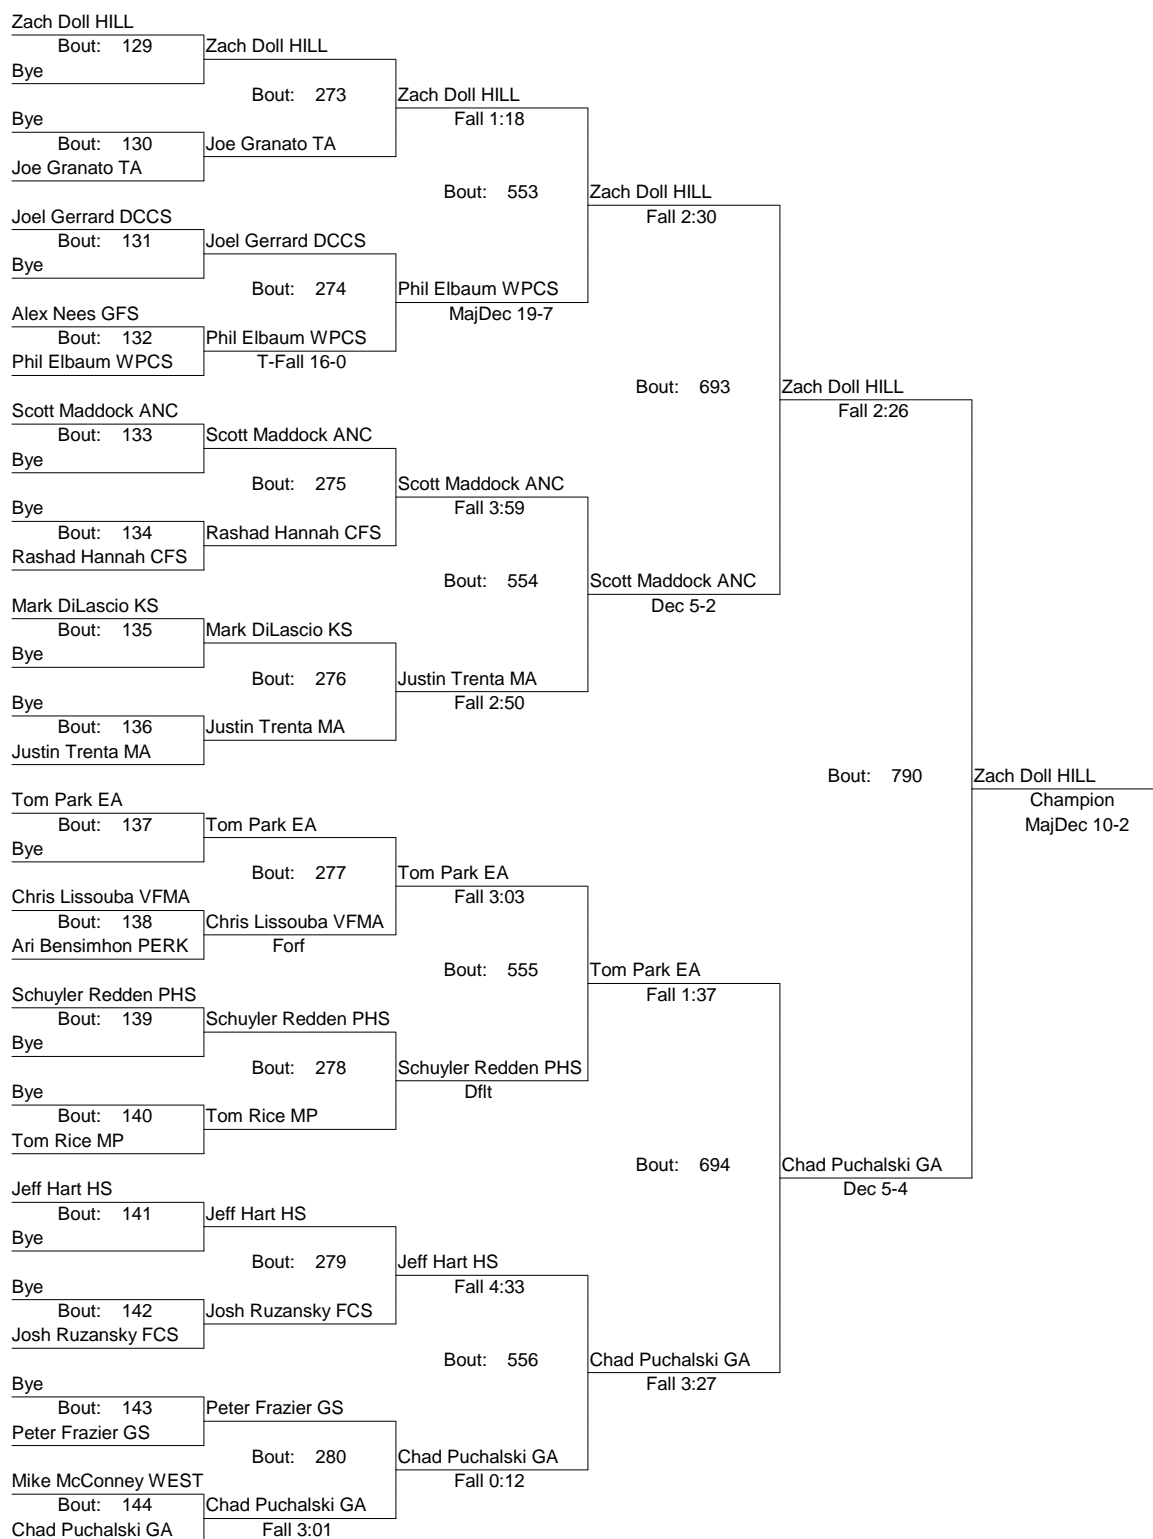 Zach Doll HILL
Bout: 129
Zach Doll HILL
Bye
Bout: 273
Zach Doll HILL
Fall 1:18
Bye
Bout: 130
Joe Granato TA
Joe Granato TA
Bout: 553
Zach Doll HILL
Fall 2:30
Joel Gerrard DCCS
Bout: 131
Joel Gerrard DCCS
Bye
Bout: 274
Phil Elbaum WPCS
MajDec 19-7
Alex Nees GFS
Bout: 132
Phil Elbaum WPCS
Phil Elbaum WPCS
T-Fall 16-0
Bout: 693
Zach Doll HILL
Fall 2:26
Scott Maddock ANC
Bout: 133
Scott Maddock ANC
Bye
Bout: 275
Scott Maddock ANC
Fall 3:59
Bye
Bout: 134
Rashad Hannah CFS
Rashad Hannah CFS
Bout: 554
Scott Maddock ANC
Dec 5-2
Mark DiLascio KS
Bout: 135
Mark DiLascio KS
Bye
Bout: 276
Justin Trenta MA
Fall 2:50
Bye
Bout: 136
Justin Trenta MA
Justin Trenta MA
Bout: 790
Zach Doll HILL
Champion
MajDec 10-2
Tom Park EA
Bout: 137
Tom Park EA
Bye
Bout: 277
Tom Park EA
Fall 3:03
Chris Lissouba VFMA
Bout: 138
Chris Lissouba VFMA
Ari Bensimhon PERK
Forf
Bout: 555
Tom Park EA
Fall 1:37
Schuyler Redden PHS
Bout: 139
Schuyler Redden PHS
Bye
Bout: 278
Schuyler Redden PHS
Dflt
Bye
Bout: 140
Tom Rice MP
Tom Rice MP
Bout: 694
Chad Puchalski GA
Dec 5-4
Jeff Hart HS
Bout: 141
Jeff Hart HS
Bye
Bout: 279
Jeff Hart HS
Fall 4:33
Bye
Bout: 142
Josh Ruzansky FCS
Josh Ruzansky FCS
Bout: 556
Chad Puchalski GA
Fall 3:27
Bye
Bout: 143
Peter Frazier GS
Peter Frazier GS
Bout: 280
Chad Puchalski GA
Fall 0:12
Mike McConney WEST
Bout: 144
Chad Puchalski GA
Chad Puchalski GA
Fall 3:01